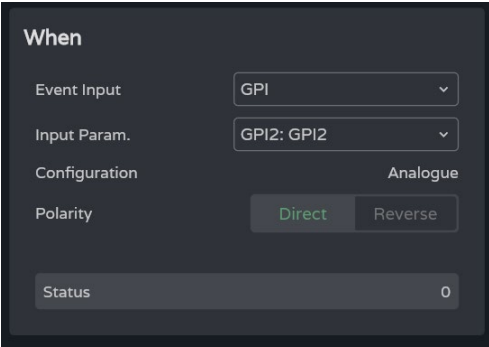 When
Event Input GPI
Input Param. GPI2: GPI2
Configuration Analogue
Polarity Direct Reverse
Status 0